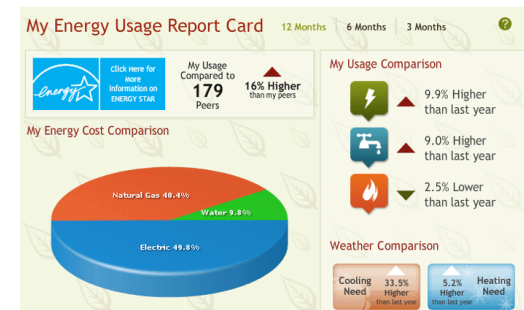 My Energy Usage Report Card
12 Months
6 Months
3 Months
?
energy
Click Here for
More
Information on
ENERGY STAR
My Usage
Compared to
179
Peers
16% Higher
than my peers
My Energy Cost Comparison
Natural Gas 40.4%
Water 9.8%
Electric 49.8%
My Usage Comparison
9.9% Higher
than last year
9.0% Higher
than last year
2.5% Lower
than last year
Weather Comparison
Cooling
Need
33.5%
Higher
than last year
5.2%
Higher
than last year
Heating
Need